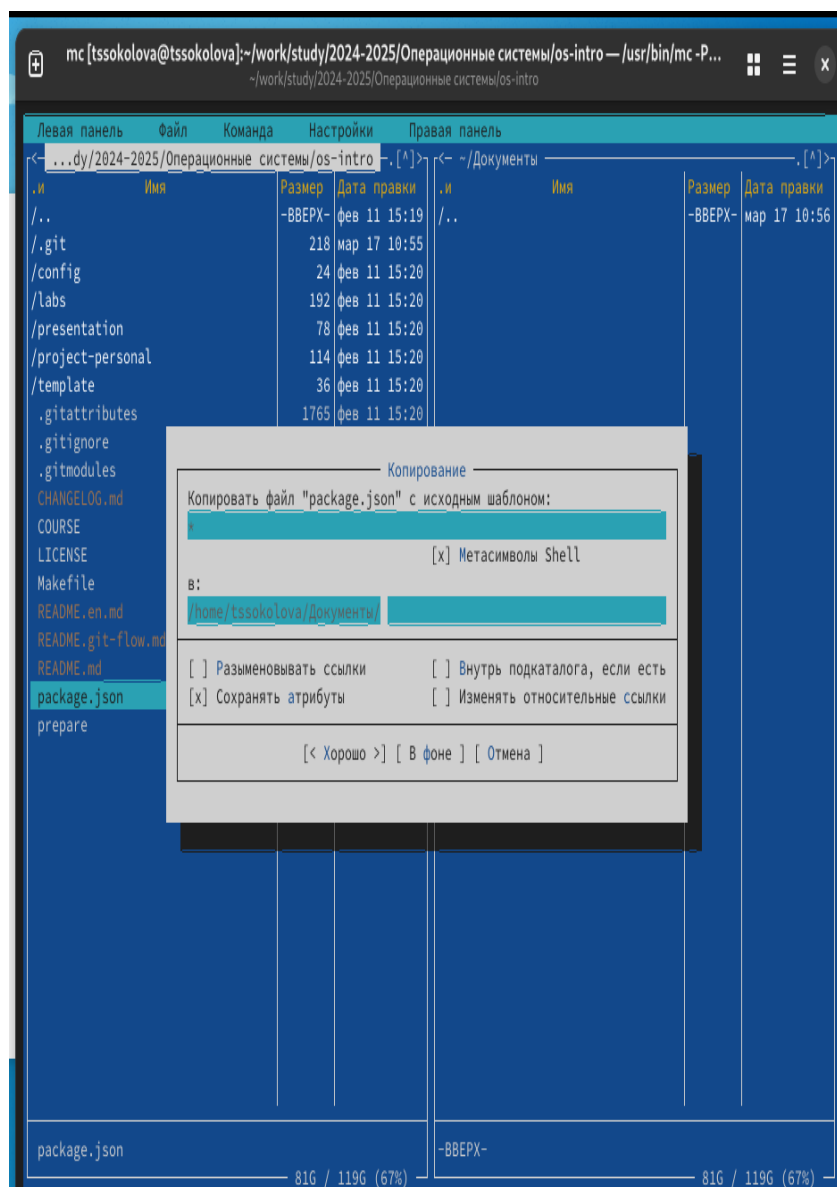 mc [tssokolova@tssokolova]:~/work/study/2024-2025/Операционные системы/os-intro — /usr/bin/mc -P...
~/work/study/2024-2025/Операционные системы/os-intro
Левая панель Файл Команда Настройки Правая панель
<- ...dy/2024-2025/Операционные системы/os-intro -.[^]> <- ~/Документы .[^]>
.и Имя Размер Дата правки .и Имя Размер Дата правки
/.. -ВВЕРХ- фев 11 15:19 /.. -ВВЕРХ- мар 17 10:56
/.git 218 мар 17 10:55
/config 24 фев 11 15:20
/labs 192 фев 11 15:20
/presentation 78 фев 11 15:20
/project-personal 114 фев 11 15:20
/template 36 фев 11 15:20
.gitattributes 1765 фев 11 15:20
.gitignore
.gitmodules
CHANGELOG.md
COURSE
LICENSE
Makefile
README.en.md
README.git-flow.md
README.md
package.json
prepare
Копирование
Копировать файл "package.json" с исходным шаблоном:
*
[x] Метасимволы Shell
в:
/home/tssokolova/Документы/
[ ] Разыменовывать ссылки [ ] Внутрь подкаталога, если есть
[x] Сохранять атрибуты [ ] Изменять относительные ссылки
[< Хорошо >] [ В фоне ] [ Отмена ]
package.json -ВВЕРХ-
81G / 119G (67%) 81G / 119G (67%)